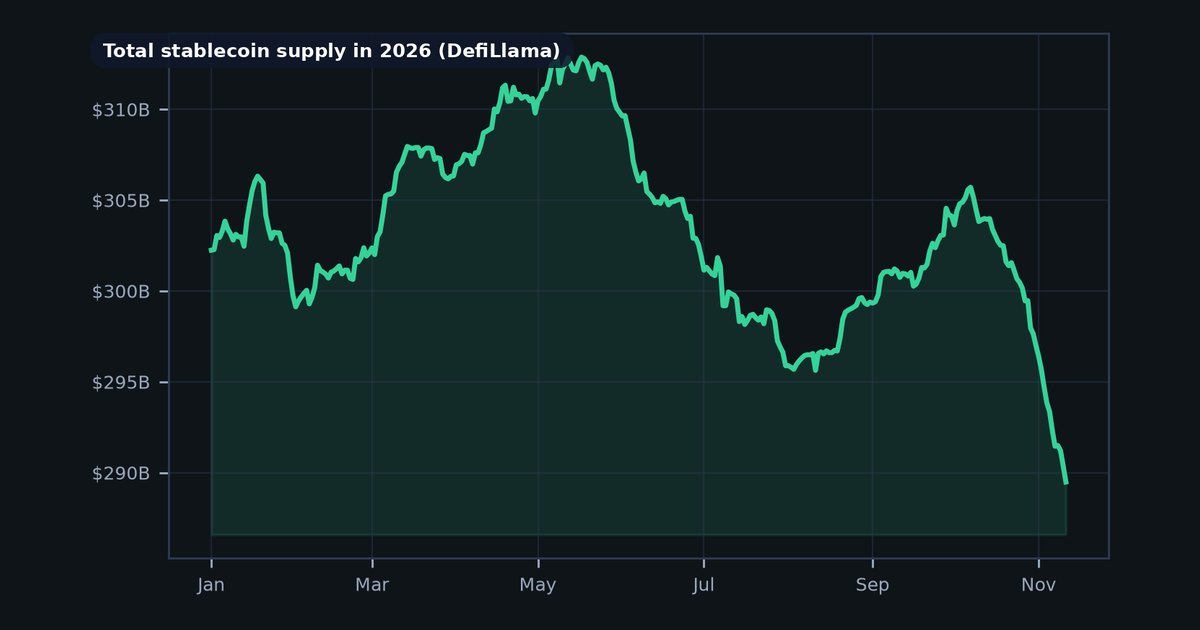 Total stablecoin supply in 2026 (DefiLlama)
$310B
$305B
$300B
$295B
$290B
Jan Mar May Jul Sep Nov